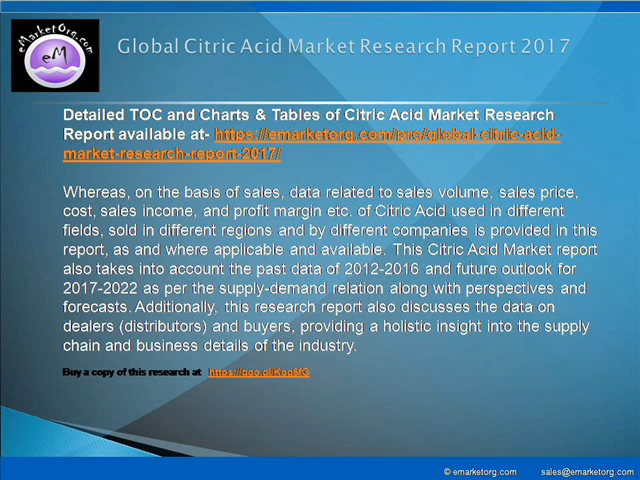 eMarketOrg.com
eM
Global Citric Acid Market Research Report 2017
Detailed TOC and Charts & Tables of Citric Acid Market Research
Report available at- https://emarketorg.com/pro/global-citric-acid-
market-research-report-2017/
Whereas, on the basis of sales, data related to sales volume, sales price,
cost, sales income, and profit margin etc. of Citric Acid used in different
fields, sold in different regions and by different companies is provided in this
report, as and where applicable and available. This Citric Acid Market report
also takes into account the past data of 2012-2016 and future outlook for
2017-2022 as per the supply-demand relation along with perspectives and
forecasts. Additionally, this research report also discusses the data on
dealers (distributors) and buyers, providing a holistic insight into the supply
chain and business details of the industry.
Buy a copy of this research at
© emarketorg.com sales@emarketorg.com